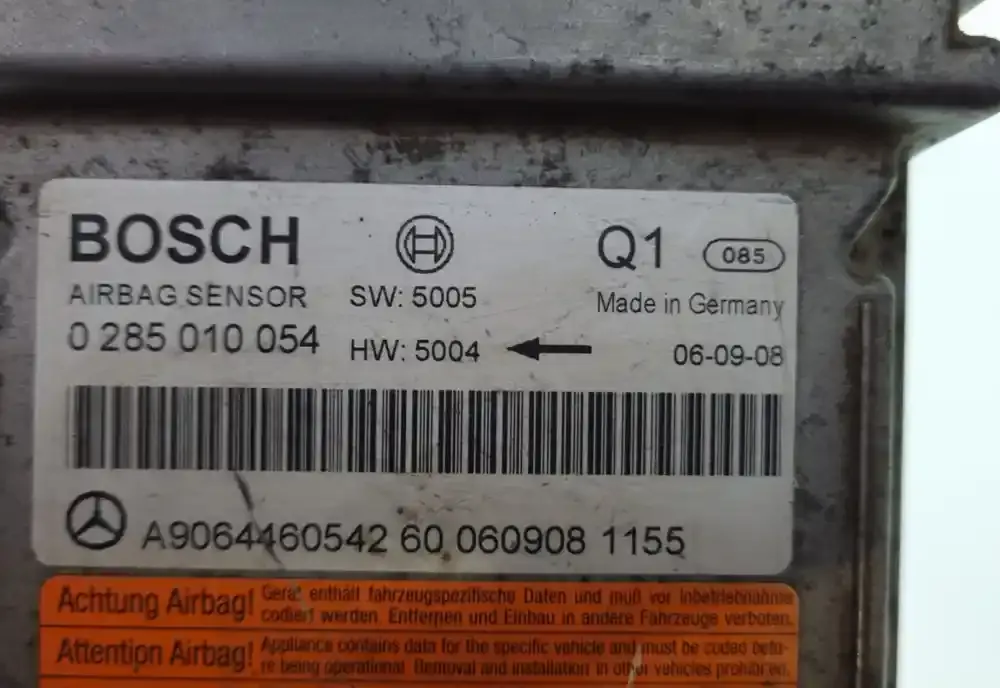 BOSCH
Q1 085
AIRBAG SENSOR SW: 5005 Made in Germany
0 285 010 054 HW: 5004 06-09-08
A9064460542 60 060908 1155
Achtung Airbag! Gerät enthält fahrzeugspezifische Daten und muß vor Inbetriebnahme
codiert werden. Entfernen und Einbau in andere Fahrzeuge verboten.
Attention Airbag! Appliance contains data for the specific vehicle and must be coded befo-
re being operational. Removal and installation in other vehicles prohibited.